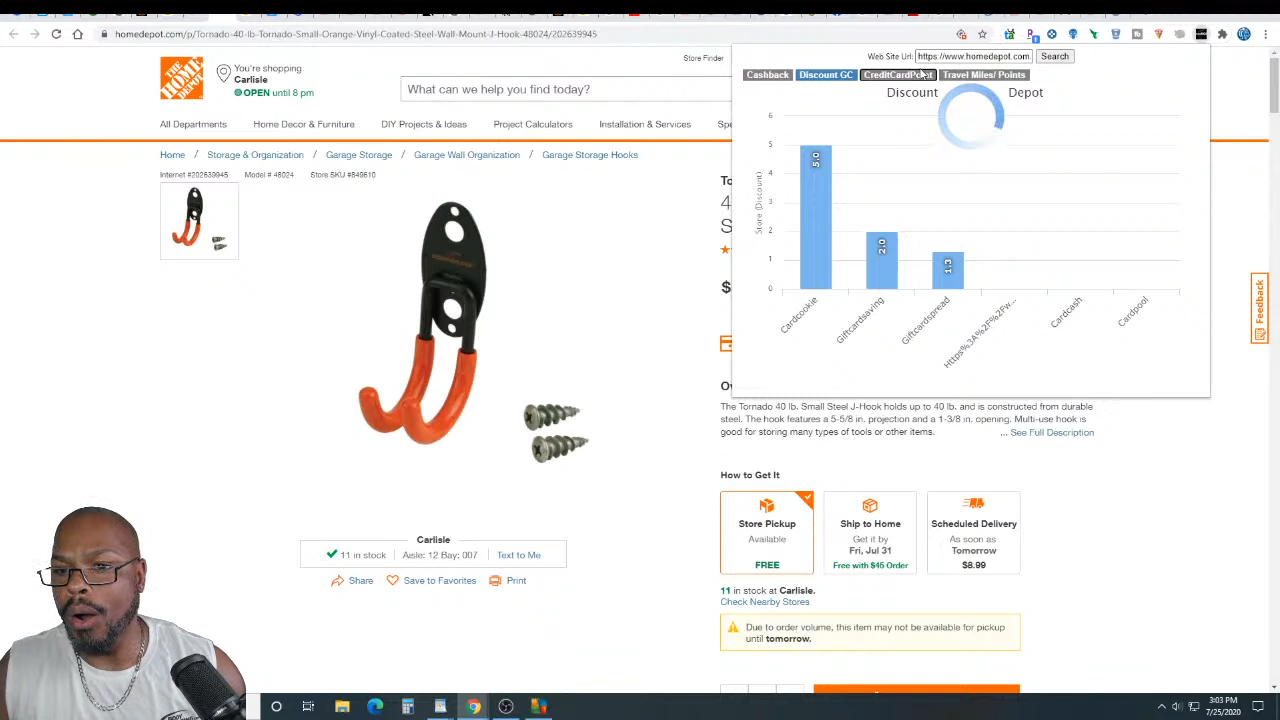 homedepot.com/p/Tornado-40-lb-Tornado-Small-Orange-Vinyl-Coated-Steel-Wall-Mount-J-Hook-48024/202639945
THE HOME DEPOT
You're shopping
Carlisle
OPEN until 8 pm
Store Finder
What can we help you find today?
All Departments
Home Decor & Furniture
DIY Projects & Ideas
Project Calculators
Installation & Services
Web Site Url:
https://www.homedepot.com
Search
Cashback
Discount GC
Travel Miles/ Points
Discount
Depot
Store (Discount)
6
5
4
3
2
1
0
5.0
2.0
1.3
Cardcookie
Giftcardsaving
Giftcardspread
Https%3A%2F%2Fw...
Cardcash
Cardpool
Home / Storage & Organization / Garage Storage / Garage Wall Organization / Garage Storage Hooks
Internet #202639945 Model # 48024 Store SKU #849610
Feedback
The Tornado 40 lb. Small Steel J-Hook holds up to 40 lb. and is constructed from durable
steel. The hook features a 5-5/8 in. projection and a 1-3/8 in. opening. Multi-use hook is
good for storing many types of tools or other items.
... See Full Description
How to Get It
Store Pickup
Available
FREE
Ship to Home
Get it by
Fri, Jul 31
Free with $45 Order
Scheduled Delivery
As soon as
Tomorrow
$8.99
Carlisle
11 in stock
Aisle: 12 Bay: 007
Text to Me
Share
Save to Favorites
Print
11 in stock at Carlisle.
Check Nearby Stores
Due to order volume, this item may not be available for pickup
until tomorrow.
3:03 PM
7/25/2020